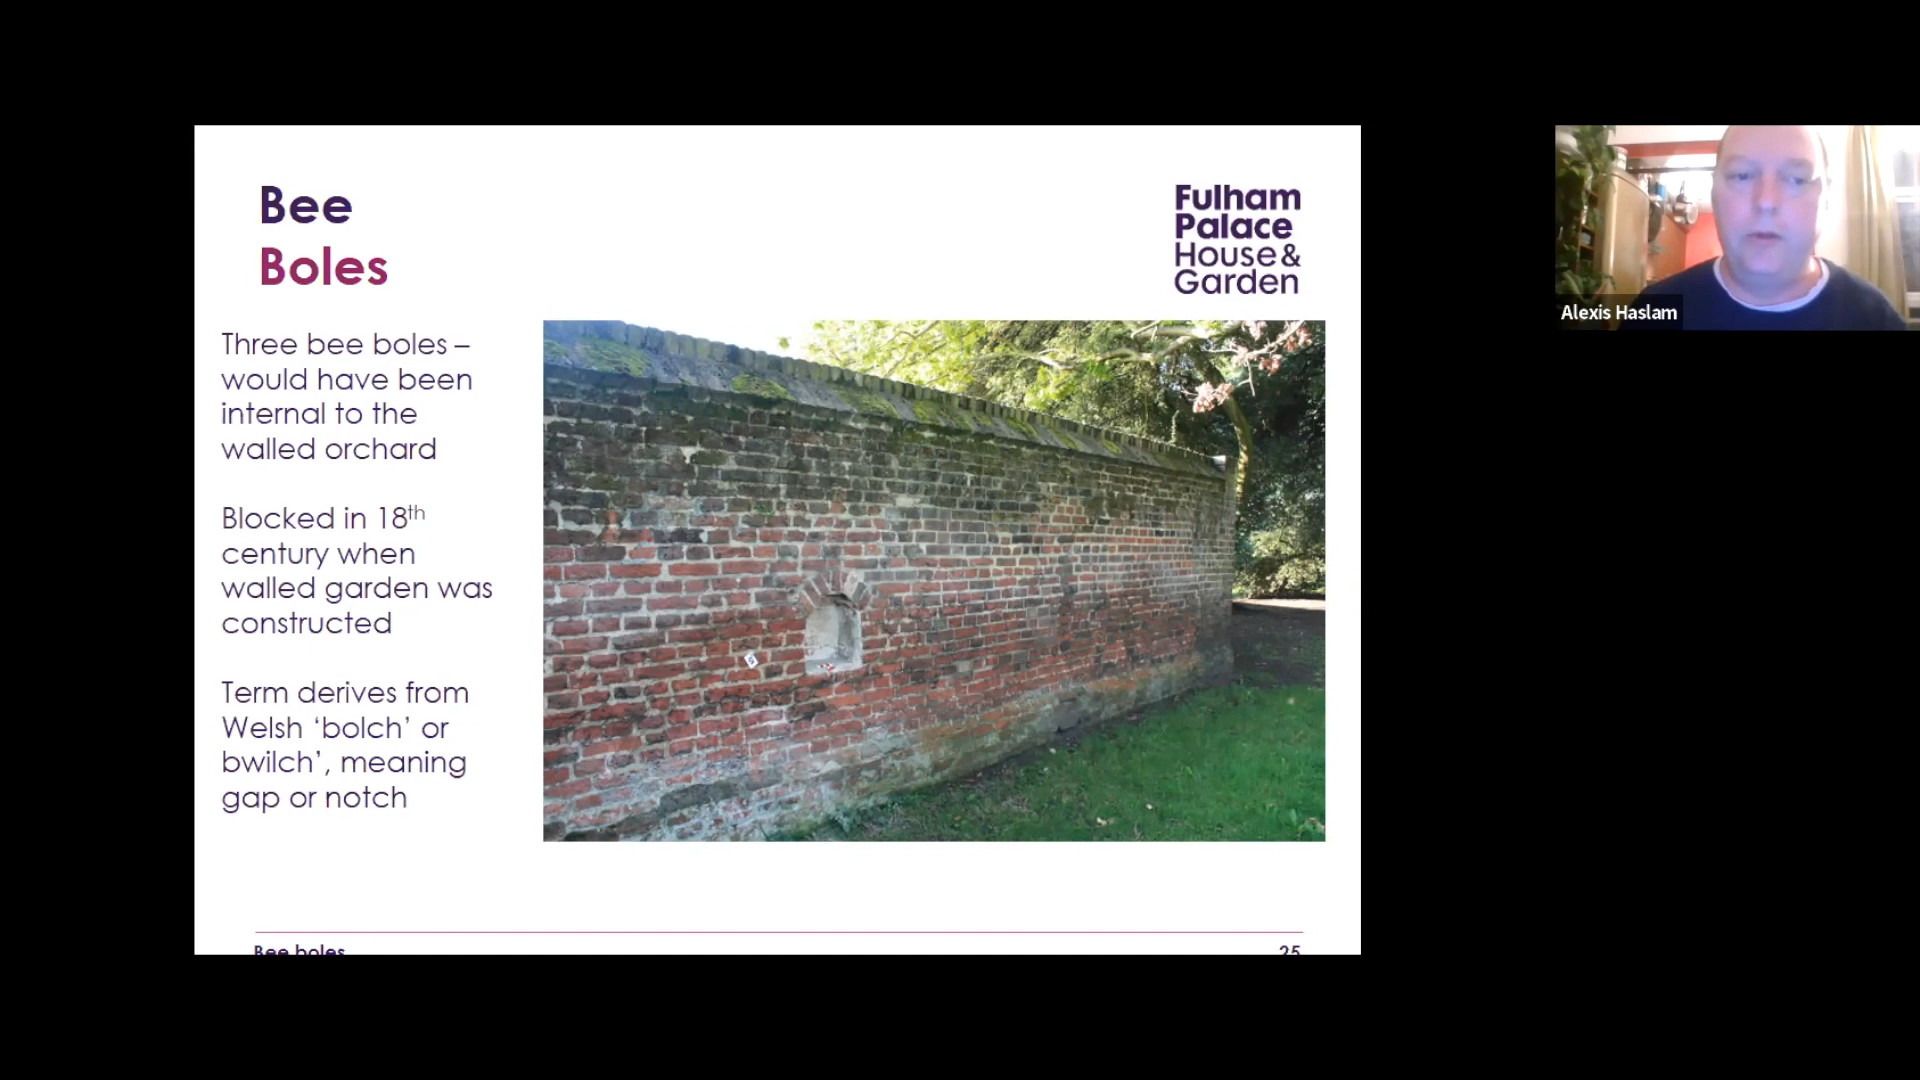 Bee
Boles
Fulham
Palace
House &
Garden
Alexis Haslam
Three bee boles –
would have been
internal to the
walled orchard
Blocked in 18th
century when
walled garden was
constructed
Term derives from
Welsh ‘bolch’ or
bwilch’, meaning
gap or notch
Bee boles
25